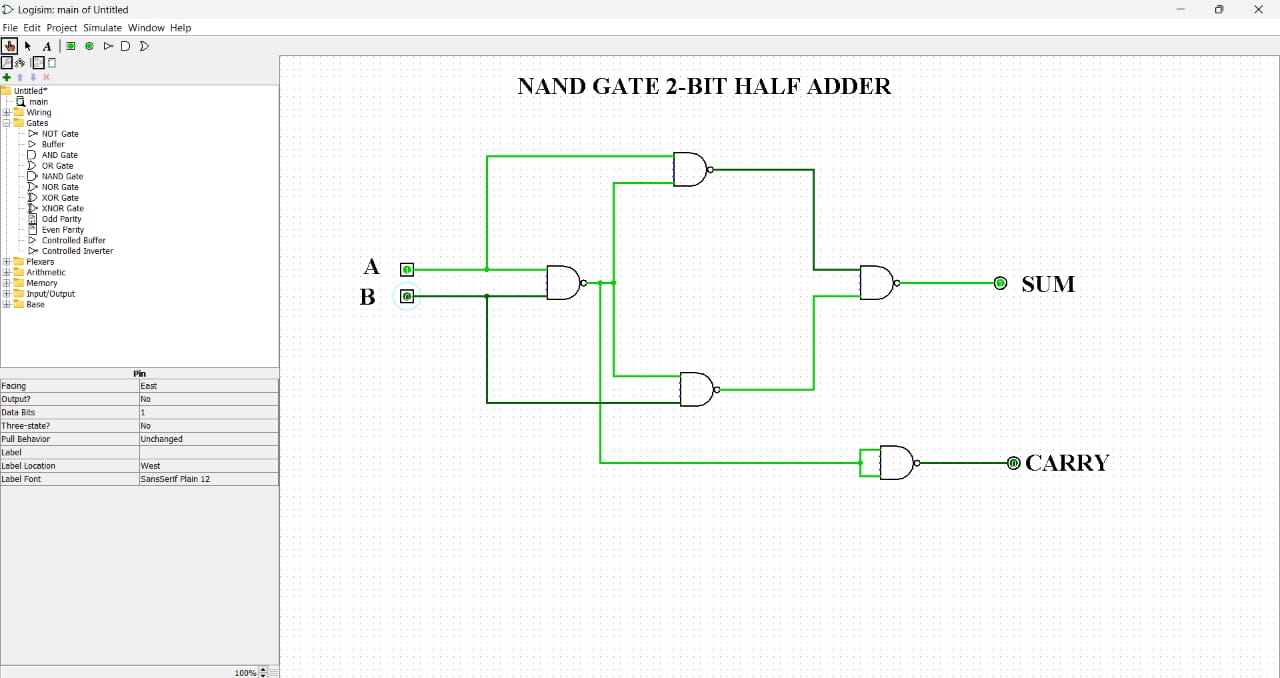 Logisim: main of Untitled
File Edit Project Simulate Window Help
A
Untitled*
main
Wiring
Gates
NOT Gate
Buffer
AND Gate
OR Gate
NAND Gate
NOR Gate
XOR Gate
XNOR Gate
Odd Parity
Even Parity
Controlled Buffer
Controlled Inverter
Plexers
Arithmetic
Memory
Input/Output
Base
Pin
Facing East
Output? No
Data Bits 1
Three-state? No
Pull Behavior Unchanged
Label
Label Location West
Label Font SansSerif Plain 12
100%
NAND GATE 2-BIT HALF ADDER
A 1
B 0
1 SUM
0 CARRY